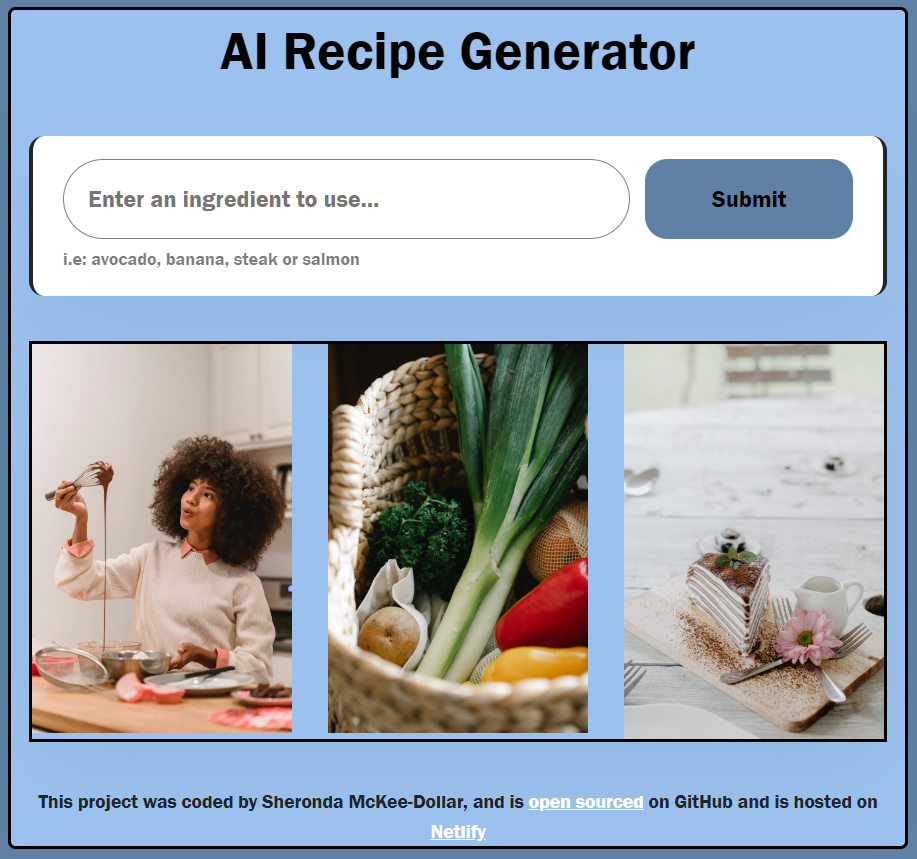 AI Recipe Generator
Enter an ingredient to use...
Submit
i.e: avocado, banana, steak or salmon
This project was coded by Sheronda McKee-Dollar, and is open sourced on GitHub and is hosted on
Netlify